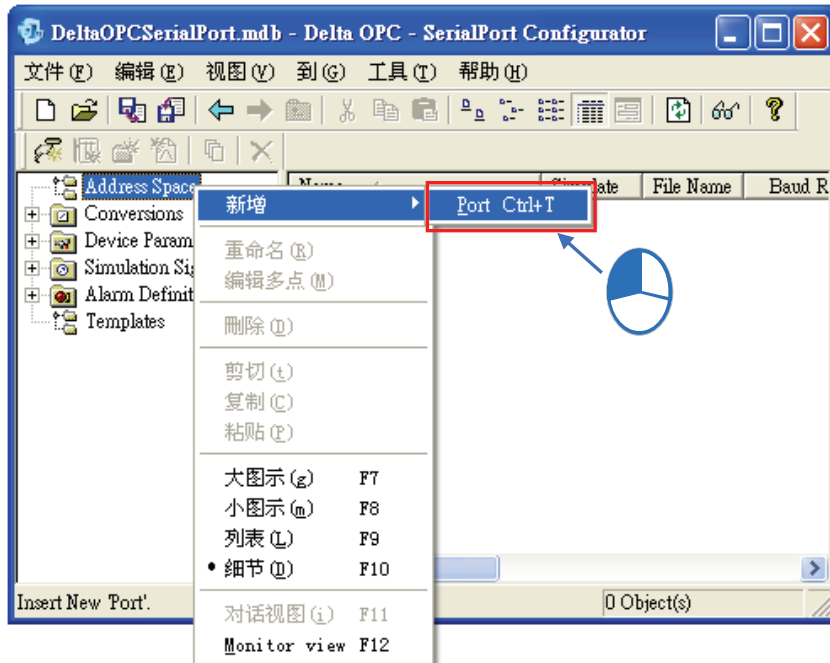 DeltaOPCSerialPort.mdb - Delta OPC - SerialPort Configurator
文件(F) 编辑(E) 视图(V) 到(G) 工具(T) 帮助(H)
Address Space
Conversions
Device Param
Simulation Si
Alarm Definit
Templates
Name Simulate File Name Baud R
新增
Port Ctrl+T
重命名(R)
编辑多点(M)
删除(D)
剪切(t)
复制(C)
粘贴(P)
大图示(g) F7
小图示(m) F8
列表(L) F9
细节(D) F10
对话视图(i) F11
Monitor view F12
Insert New 'Port'. 0 Object(s)